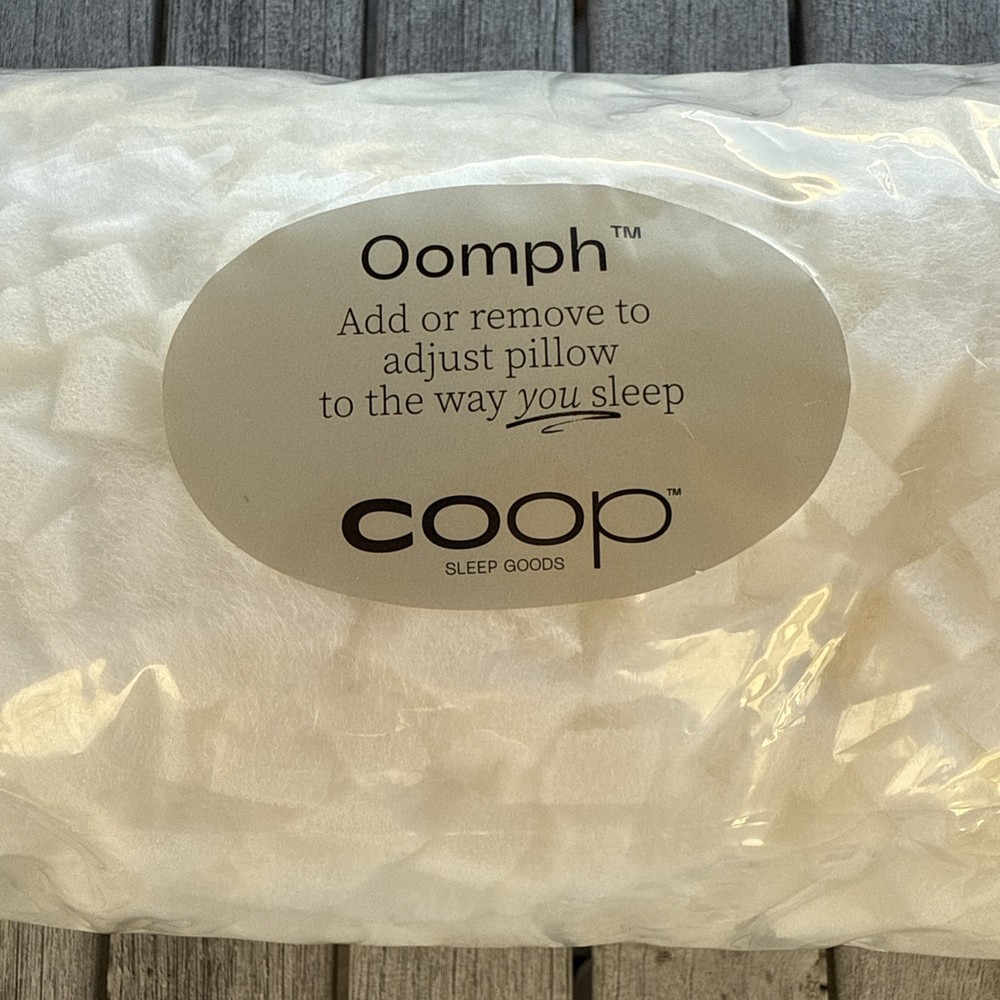 Oomph™
Add or remove to
adjust pillow
to the way you sleep
coop™
SLEEP GOODS